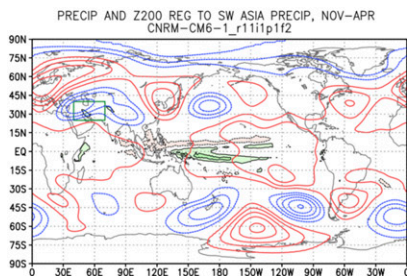 PRECIP AND Z200 REG TO SW ASIA PRECIP, NOV-APR
CNRM-CM6-1_r11i1p1f2
90N
75N
60N
45N
30N
15N
EQ
15S
30S
45S
60S
75S
90S
0 30E 60E 90E 120E 150E 180 150W 120W 90W 60W 30W 0